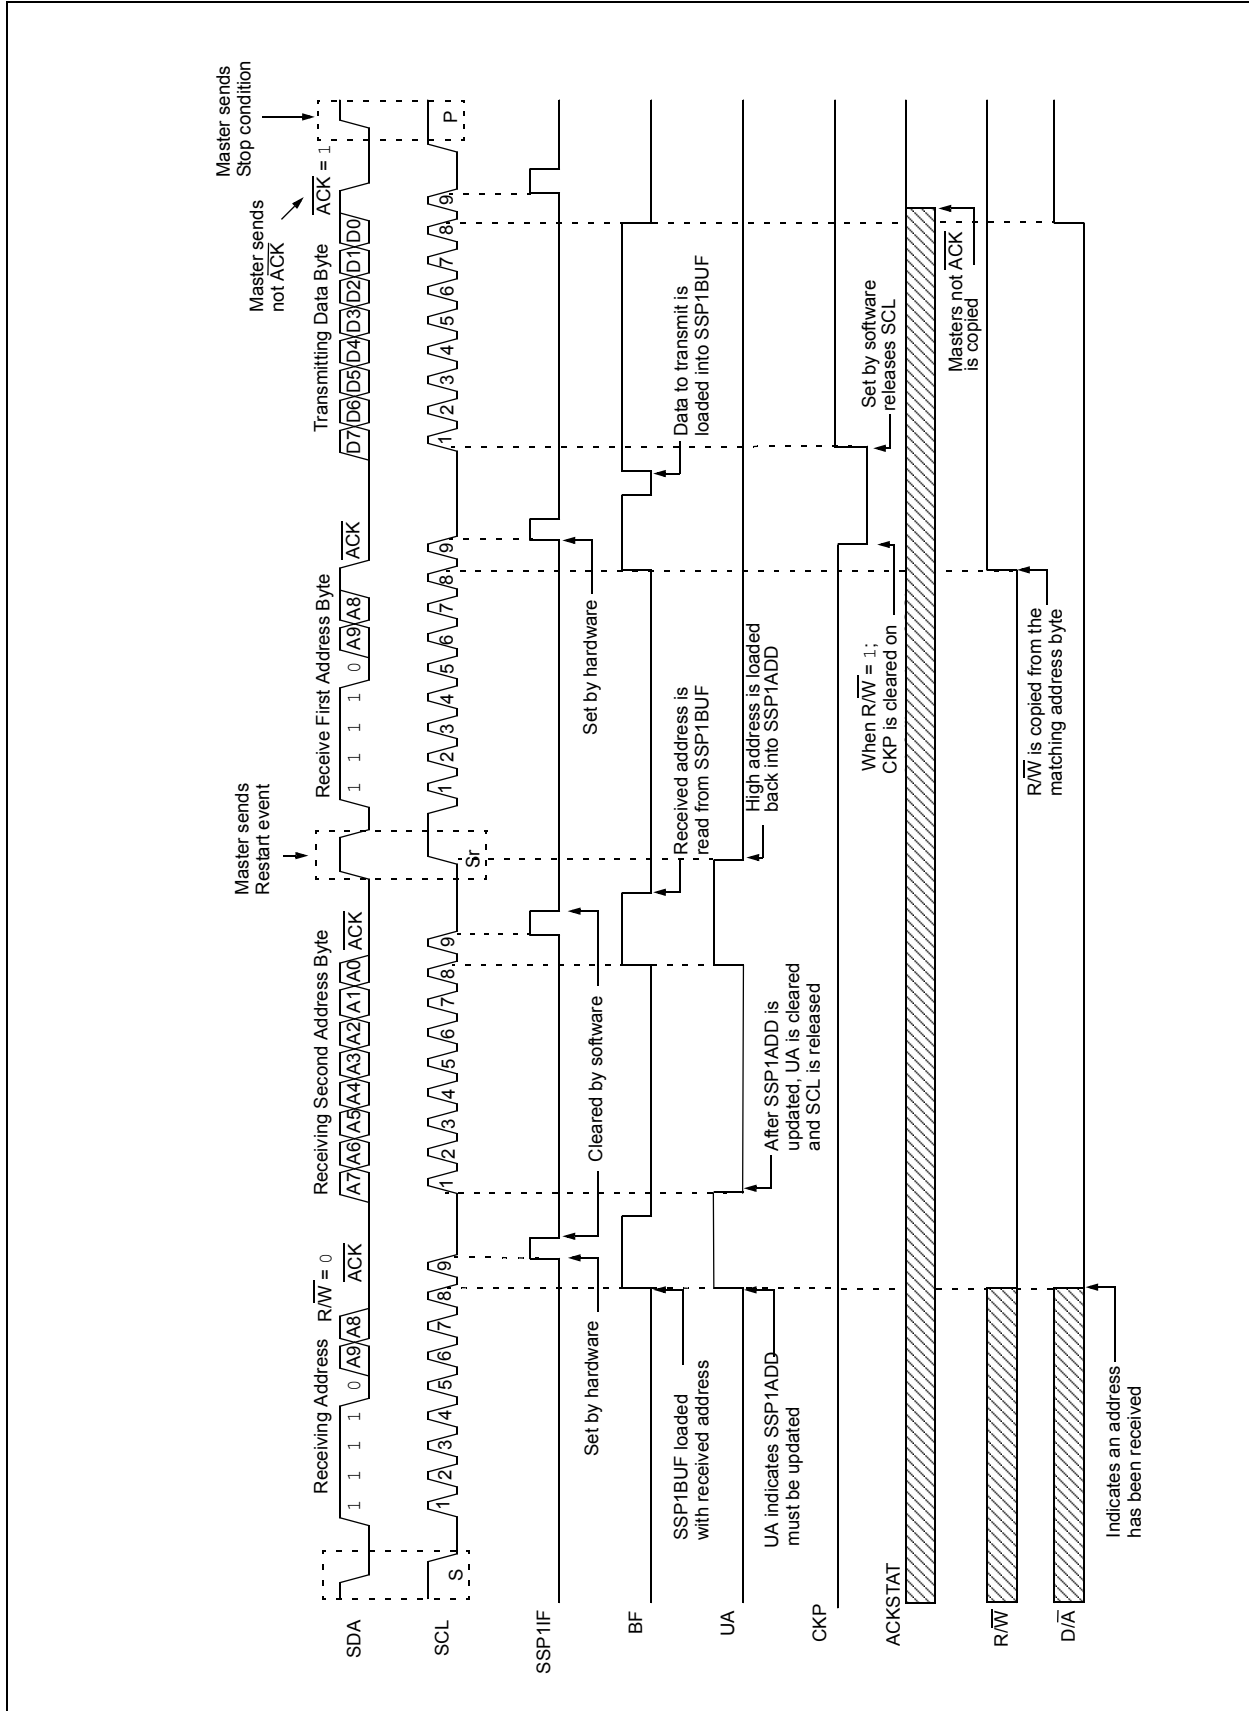 Master sends
Stop condition
Master sends
not ACK
Master sends
Restart event
Receiving Address
R/W = 0
ACK
Receiving Second Address Byte
ACK
Receive First Address Byte
ACK
Transmitting Data Byte
ACK = 1
SDA
1 1 1 1 0 A9 A8
A7 A6 A5 A4 A3 A2 A1 A0
1 1 1 1 0 A9 A8
D7 D6 D5 D4 D3 D2 D1 D0
SCL
S
1 2 3 4 5 6 7 8 9
1 2 3 4 5 6 7 8 9
Sr
1 2 3 4 5 6 7 8 9
1 2 3 4 5 6 7 8 9
P
SSP1IF
Set by hardware
Cleared by software
Set by hardware
BF
SSP1BUF loaded
with received address
Received address is
read from SSP1BUF
Data to transmit is
loaded into SSP1BUF
UA
UA indicates SSP1ADD
must be updated
After SSP1ADD is
updated, UA is cleared
and SCL is released
High address is loaded
back into SSP1ADD
CKP
When R/W = 1;
CKP is cleared on
Set by software
releases SCL
ACKSTAT
Masters not ACK
is copied
R/W
R/W is copied from the
matching address byte
D/A
Indicates an address
has been received